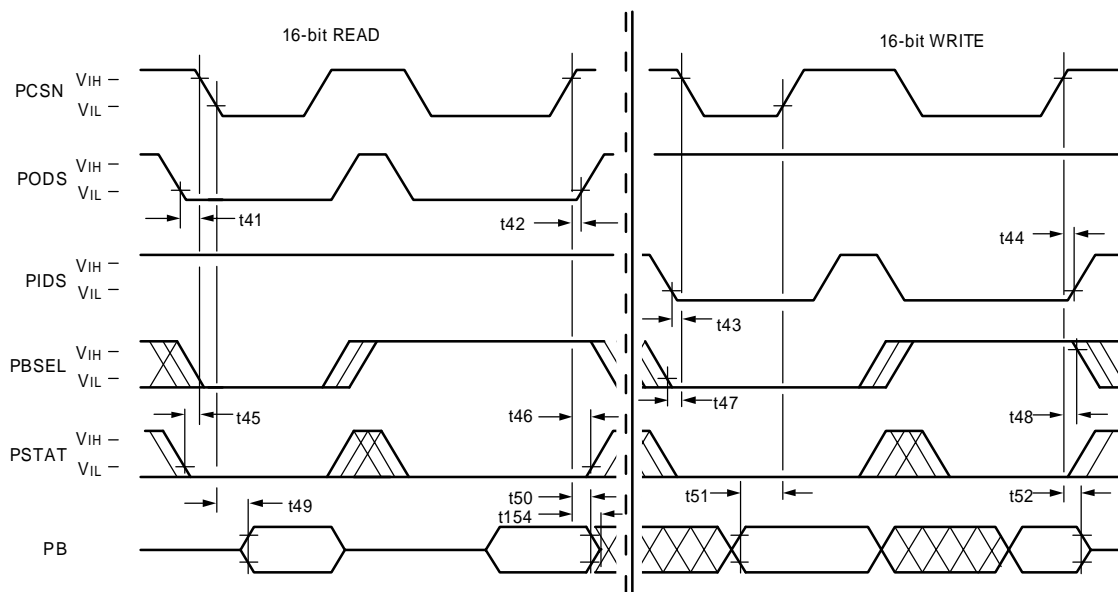 16-bit READ
16-bit WRITE
PCSN
VIH
VIL
PODS
VIH
VIL
t41
t42
t44
PIDS
VIH
VIL
t43
PBSEL
VIH
VIL
t45
t46
t47
t48
PSTAT
VIH
VIL
t49
t50
t154
t51
t52
PB